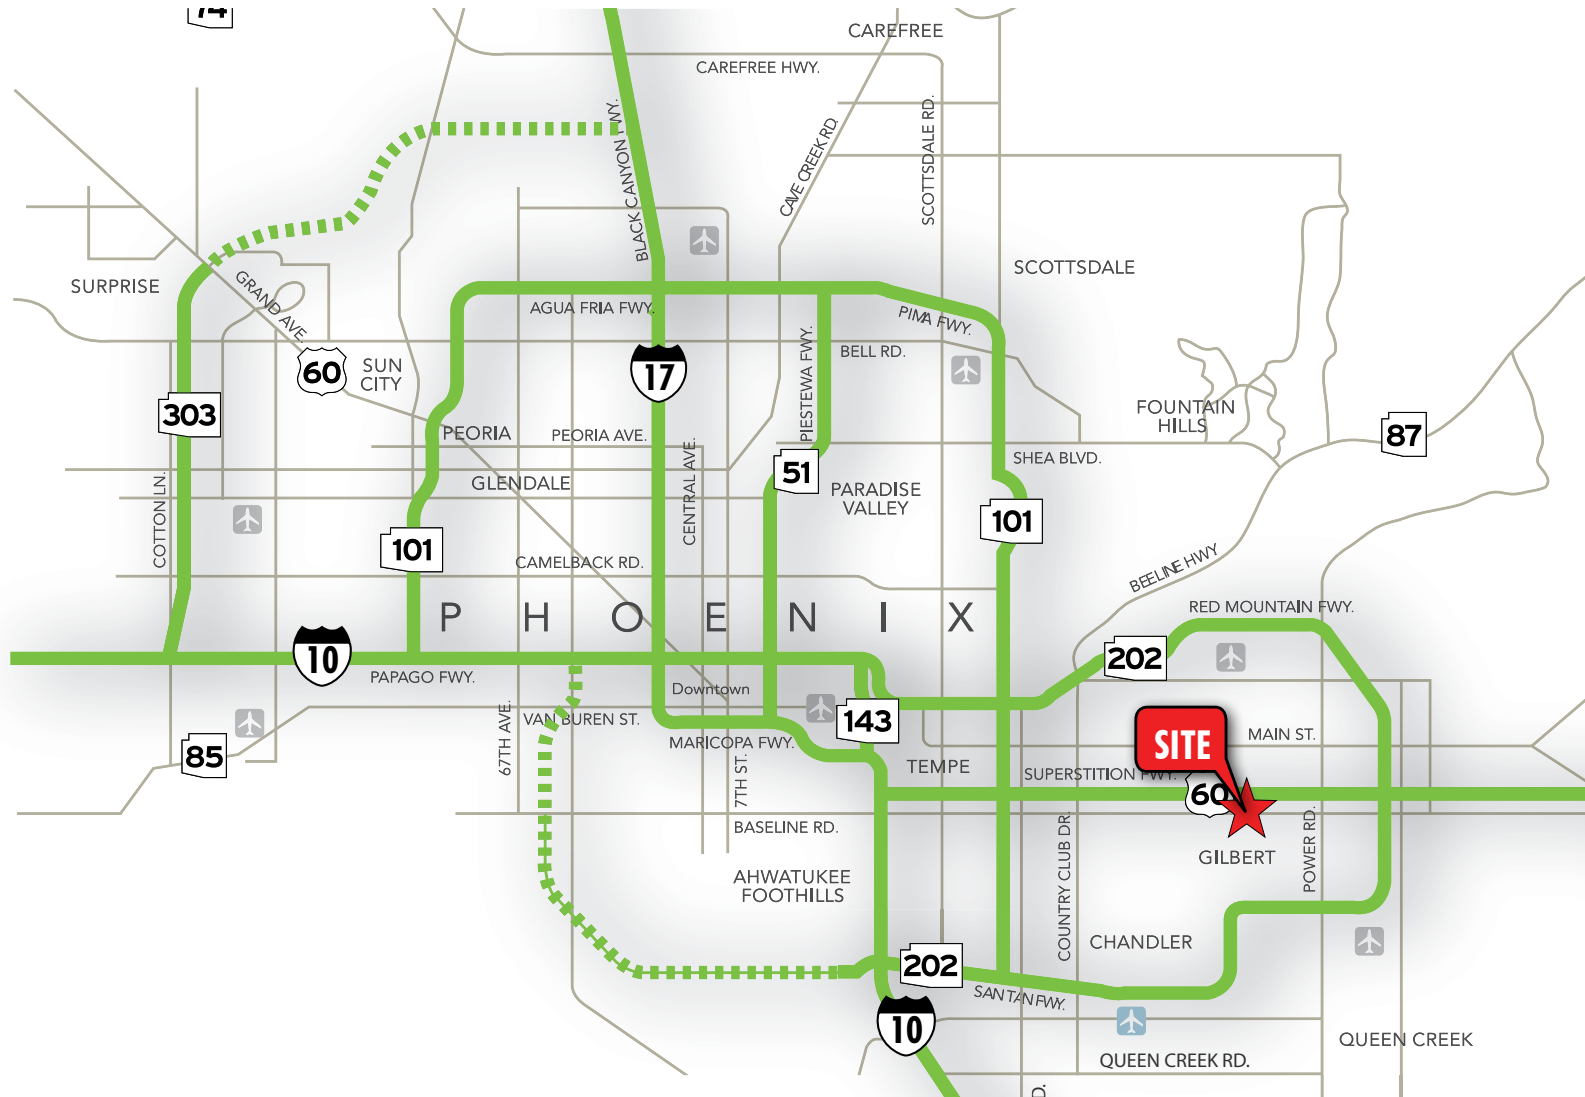 74
CAREFREE
CAREFREE HWY.
BLACK CANYON FWY.
CAVE CREEK RD.
SCOTTSDALE RD.
SURPRISE
GRAND AVE.
SCOTTSDALE
AGUA FRIA FWY.
PIMA FWY.
60
SUN
CITY
17
PIESTEWA FWY.
BELL RD.
303
FOUNTAIN
HILLS
87
PEORIA
PEORIA AVE.
CENTRAL AVE.
SHEA BLVD.
COTTON LN.
GLENDALE
51
PARADISE
VALLEY
101
101
CAMELBACK RD.
BEELINE HWY
PHOENIX
RED MOUNTAIN FWY.
10
PAPAGO FWY.
202
Downtown
67TH AVE.
VAN BUREN ST.
143
MARICOPA FWY.
SITE
MAIN ST.
85
7TH ST.
TEMPE
SUPERSTITION FWY.
60
BASELINE RD.
COUNTRY CLUB DR.
POWER RD.
GILBERT
AHWATUKEE
FOOTHILLS
CHANDLER
202
SANTAN FWY.
10
QUEEN CREEK
QUEEN CREEK RD.
D.